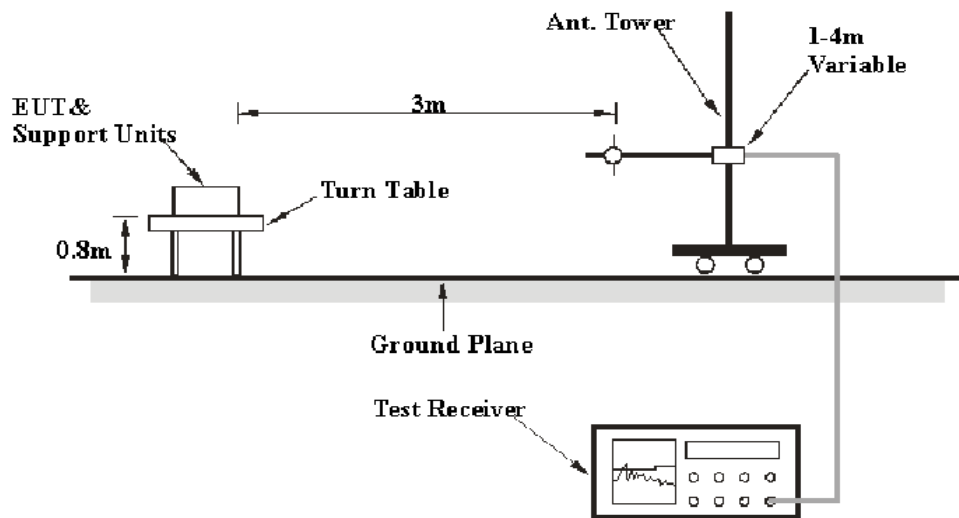 Ant. Tower
1-4m
Variable
3m
EUT&
Support Units
Turn Table
0.8m
Ground Plane
Test Receiver